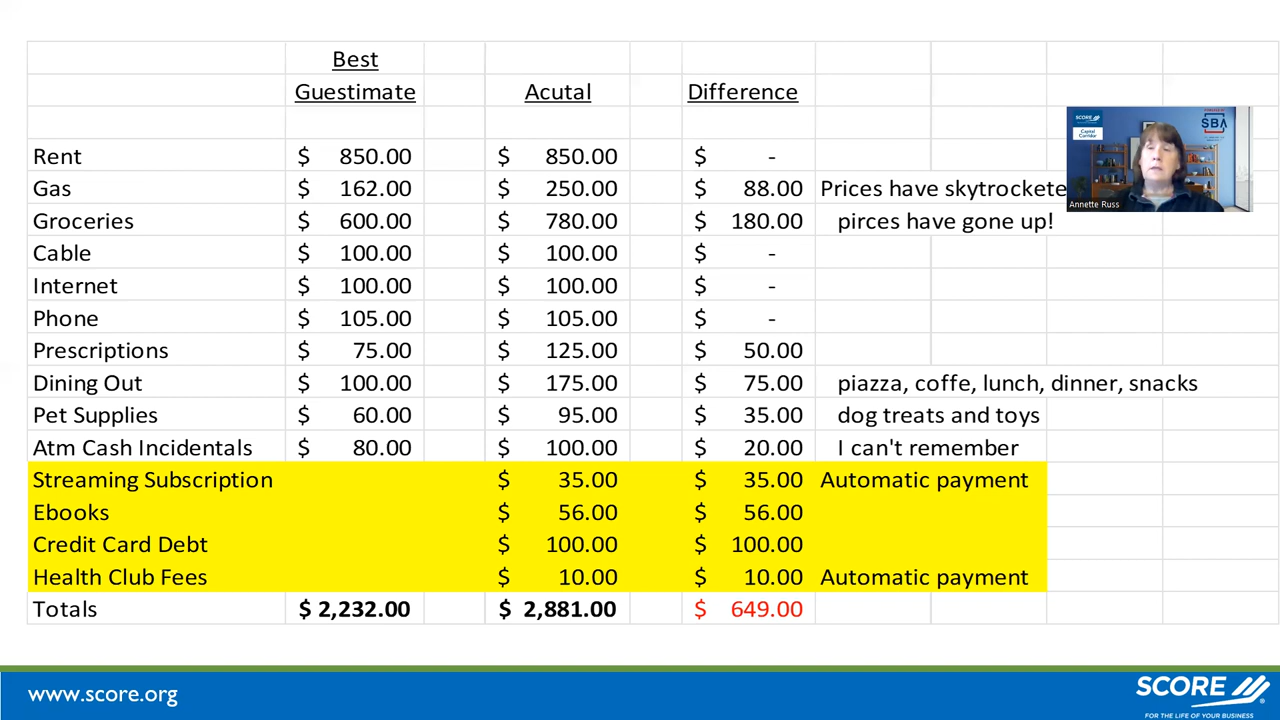 Best
Guestimate Acutal Difference
Rent $ 850.00 $ 850.00 $ -
Gas $ 162.00 $ 250.00 $ 88.00 Prices have skytrockete
Groceries $ 600.00 $ 780.00 $ 180.00 pirces have gone up!
Cable $ 100.00 $ 100.00 $ -
Internet $ 100.00 $ 100.00 $ -
Phone $ 105.00 $ 105.00 $ -
Prescriptions $ 75.00 $ 125.00 $ 50.00
Dining Out $ 100.00 $ 175.00 $ 75.00 piazza, coffe, lunch, dinner, snacks
Pet Supplies $ 60.00 $ 95.00 $ 35.00 dog treats and toys
Atm Cash Incidentals $ 80.00 $ 100.00 $ 20.00 I can't remember
Streaming Subscription $ 35.00 $ 35.00 Automatic payment
Ebooks $ 56.00 $ 56.00
Credit Card Debt $ 100.00 $ 100.00
Health Club Fees $ 10.00 $ 10.00 Automatic payment
Totals $ 2,232.00 $ 2,881.00 $ 649.00
SCORE
Capital
Corridor
SBA
Annette Russ
www.score.org
SCORE
FOR THE LIFE OF YOUR BUSINESS